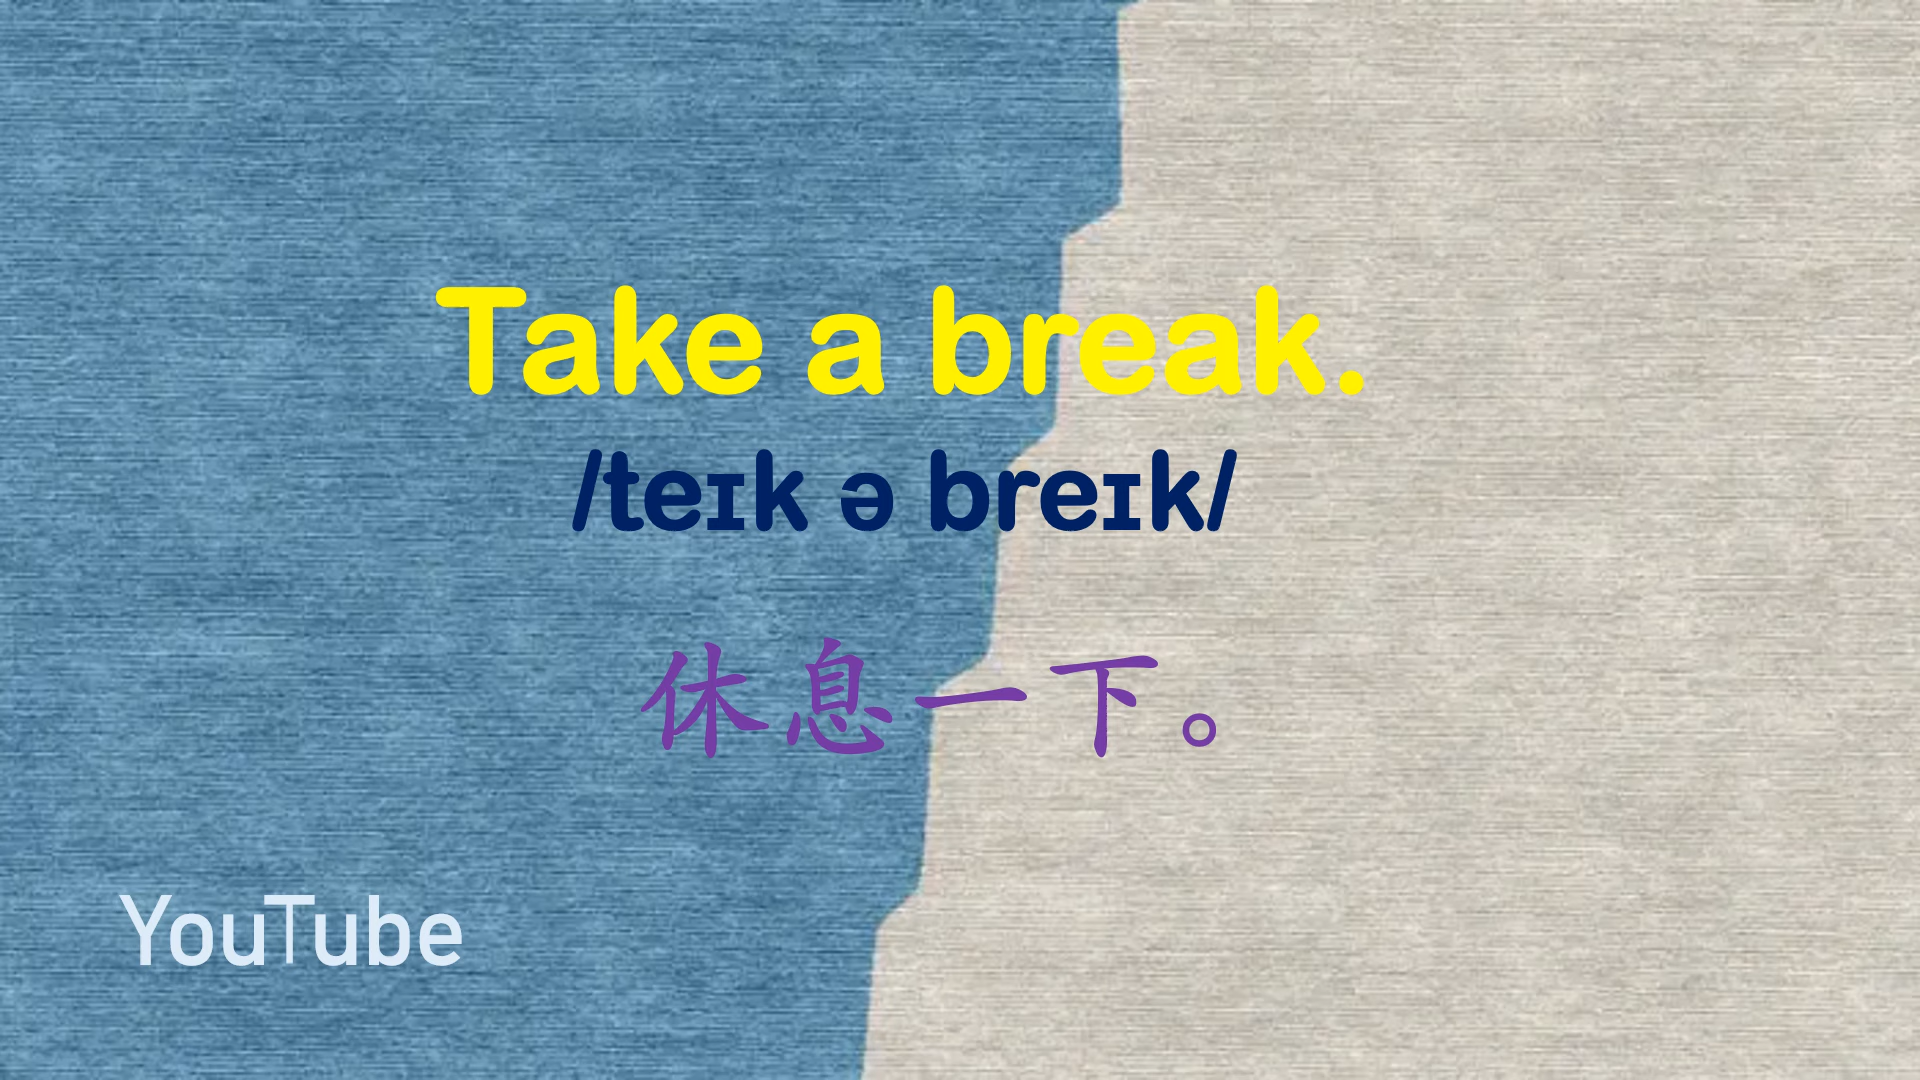 Take a break.
/teɪk ə breɪk/
休息一下。
YouTube